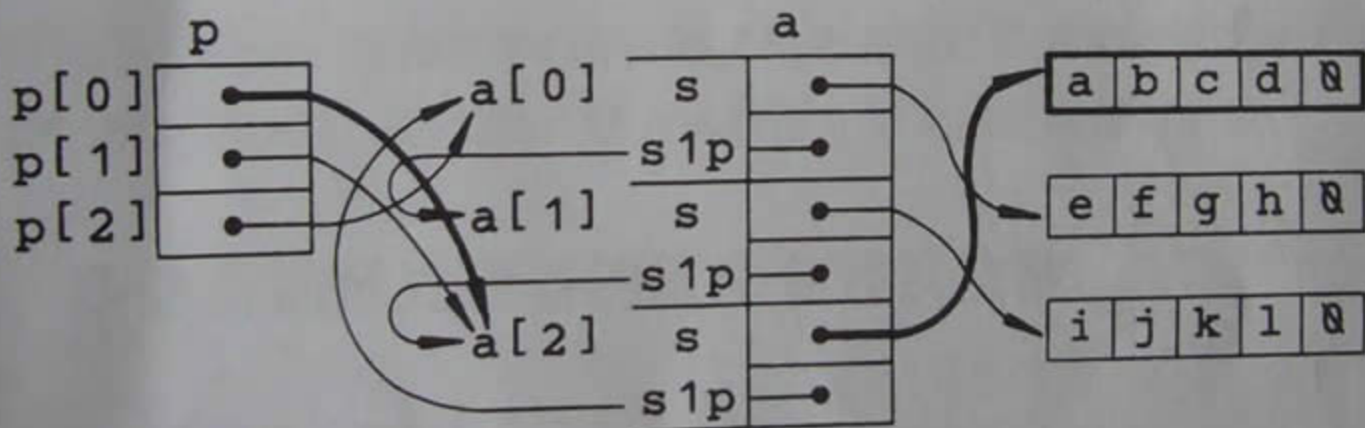 p a
p[0] a[0] s a b c d \0
s1p
p[1] a[1] s e f g h \0
p[2] s1p
a[2] s i j k l \0
s1p